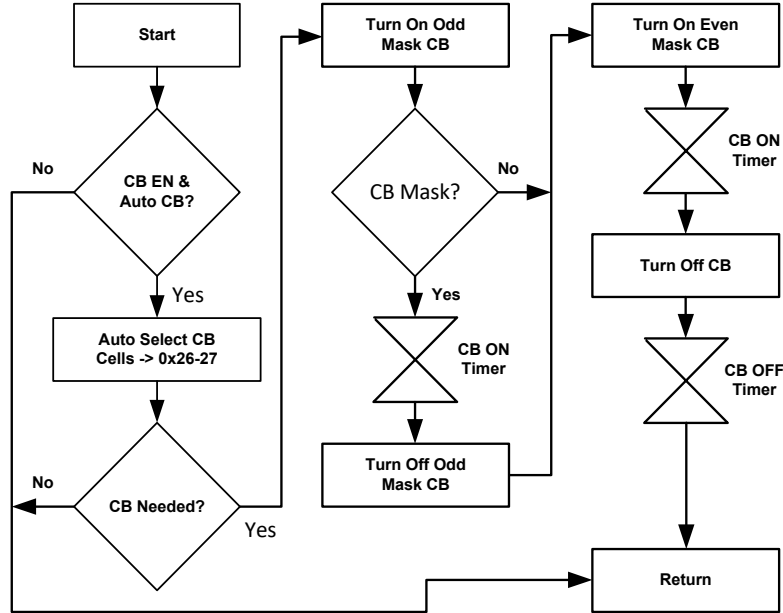 Start
No
CB EN &
Auto CB?
Yes
Auto Select CB
Cells -> 0x26-27
No
CB Needed?
Yes
Turn On Odd
Mask CB
CB Mask?
No
Yes
CB ON
Timer
Turn Off Odd
Mask CB
Turn On Even
Mask CB
CB ON
Timer
Turn Off CB
CB OFF
Timer
Return